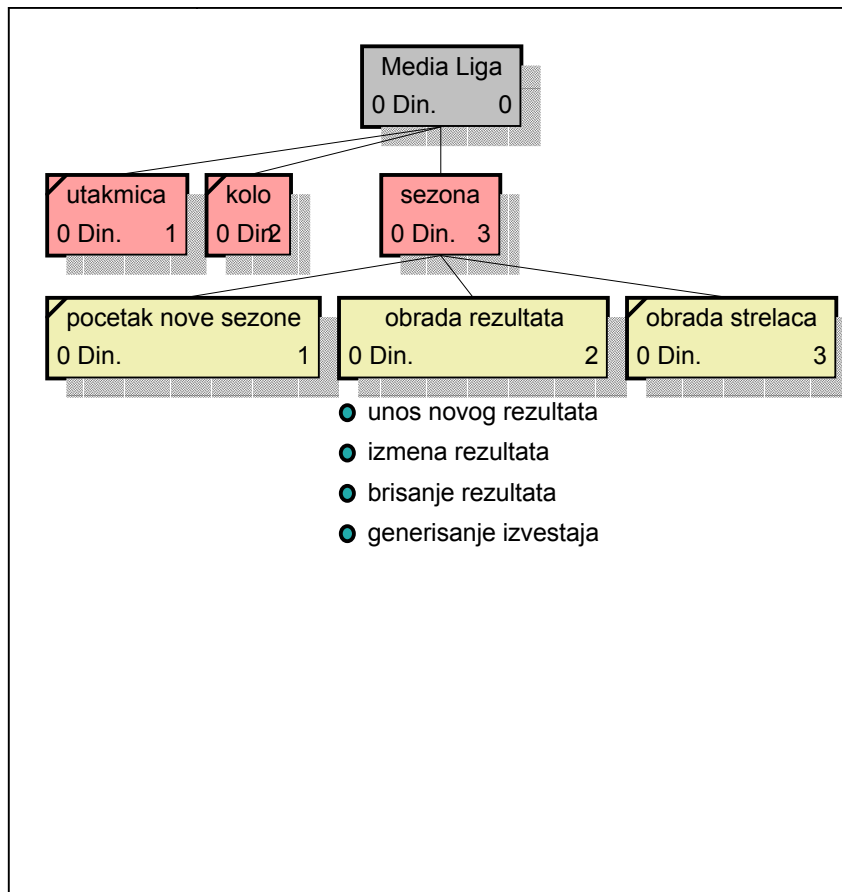 Media Liga
0 Din. 0
utakmica
0 Din. 1
kolo
0 Din. 2
sezona
0 Din. 3
pocetak nove sezone
0 Din. 1
obrada rezultata
0 Din. 2
obrada strelaca
0 Din. 3
unos novog rezultata
izmena rezultata
brisanje rezultata
generisanje izvestaja